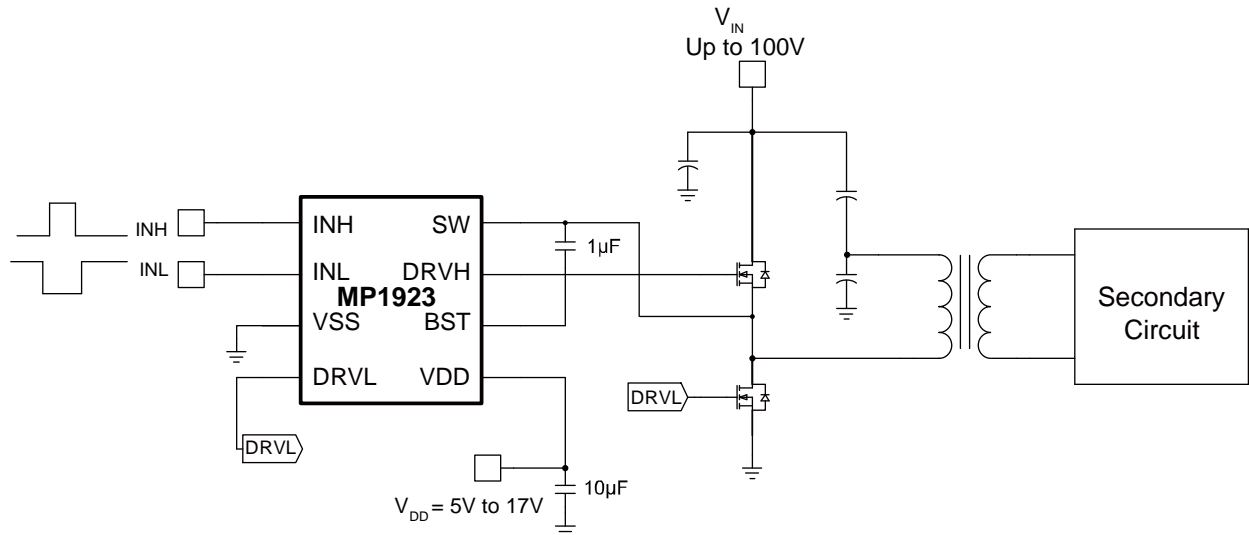 V_IN
Up to 100V
INH
INL
INH
INL
MP1923
VSS
DRVL
SW
DRVH
BST
VDD
1µF
DRVL
V_DD = 5V to 17V
10µF
DRVL
Secondary
Circuit